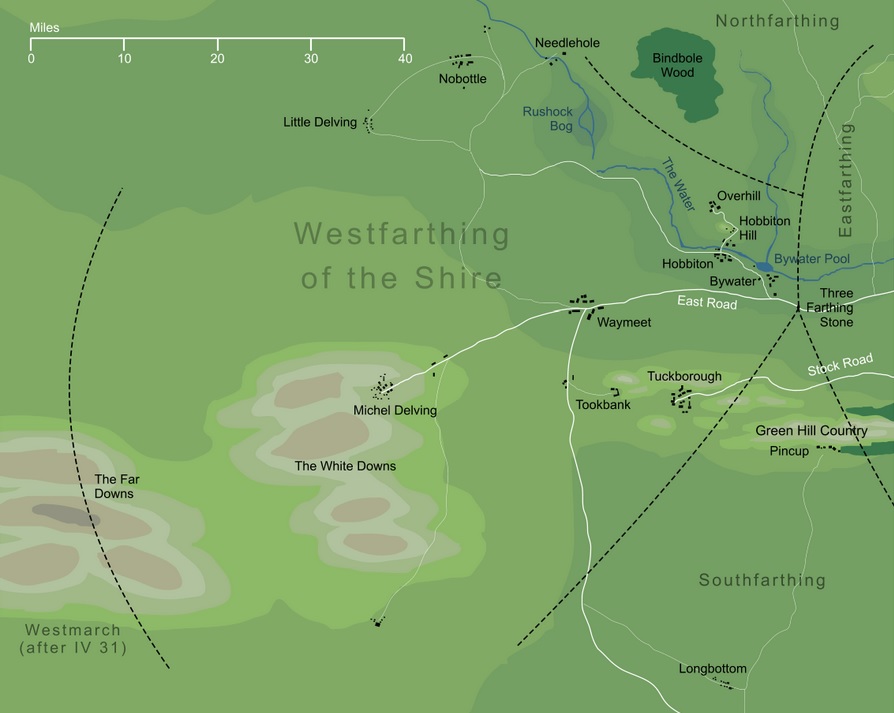 Miles
0 10 20 30 40
Northfarthing
Needlehole
Bindbole
Wood
Nobottle
Little Delving
Rushock
Bog
Eastfarthing
The Water
Overhill
Hobbiton
Hill
Westfarthing
of the Shire
Hobbiton
Bywater Pool
Bywater
East Road
Three
Farthing
Stone
Waymeet
Stock Road
Tuckborough
Tookbank
Michel Delving
Green Hill Country
Pincup
The White Downs
The Far
Downs
Southfarthing
Westmarch
(after IV 31)
Longbottom